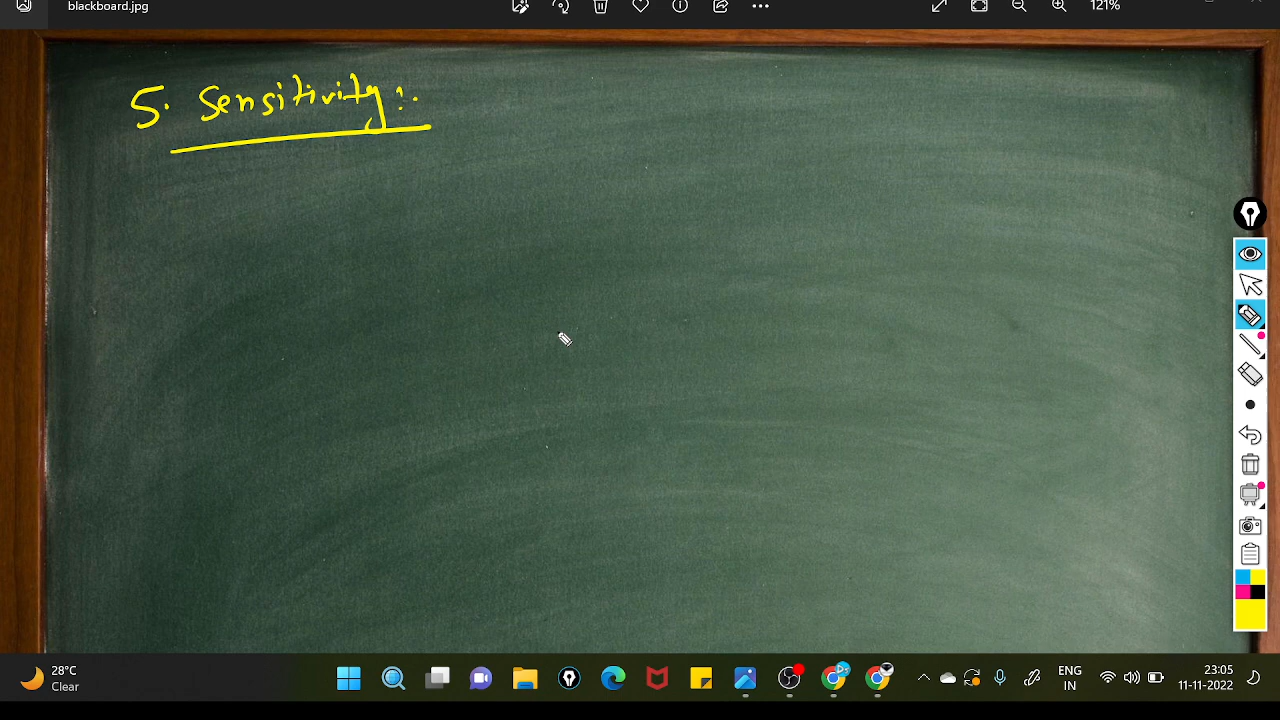 blackboard.jpg
121%
5. Sensitivity :.
28°C
Clear
ENG
IN
23:05
11-11-2022